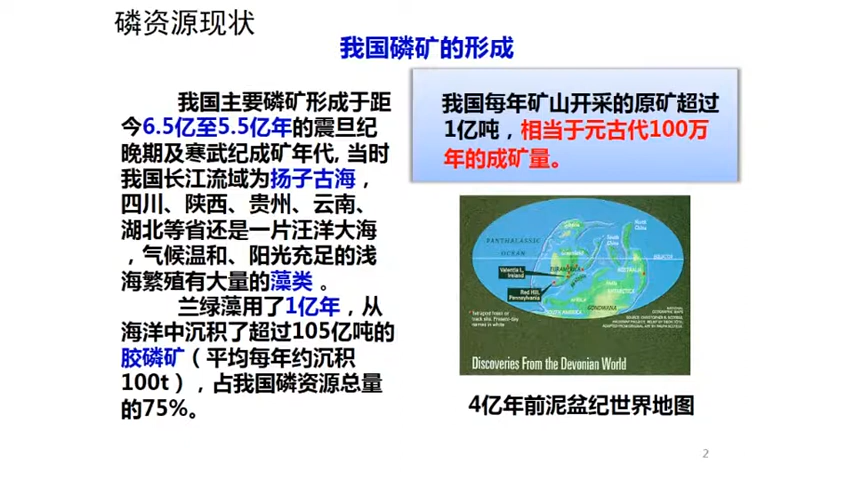 磷资源现状
我国磷矿的形成
我国主要磷矿形成于距
今6.5亿至5.5亿年的震旦纪
晚期及寒武纪成矿年代, 当时
我国长江流域为扬子古海，
四川、陕西、贵州、云南、
湖北等省还是一片汪洋大海
，气候温和、阳光充足的浅
海繁殖有大量的藻类 。
兰绿藻用了1亿年，从
海洋中沉积了超过105亿吨的
胶磷矿（平均每年约沉积
100t），占我国磷资源总量
的75%。
我国每年矿山开采的原矿超过
1亿吨，相当于元古代100万
年的成矿量。
PANTHALASSIC
OCEAN
Valentia I.,
Ireland
Red Hill,
Pennsylvania
EURAMERICA
GONDWANA
SOUTH AMERICA
EQUATOR
Discoveries From the Devonian World
4亿年前泥盆纪世界地图
2